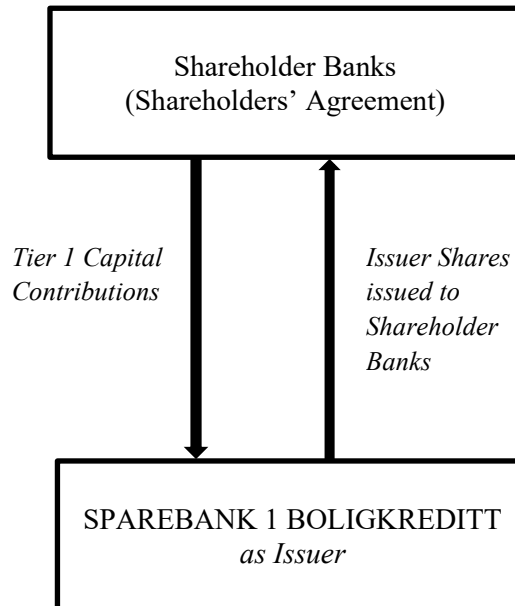 Shareholder Banks
(Shareholders’ Agreement)
Tier 1 Capital
Contributions
Issuer Shares
issued to
Shareholder
Banks
SPAREBANK 1 BOLIGKREDITT
as Issuer